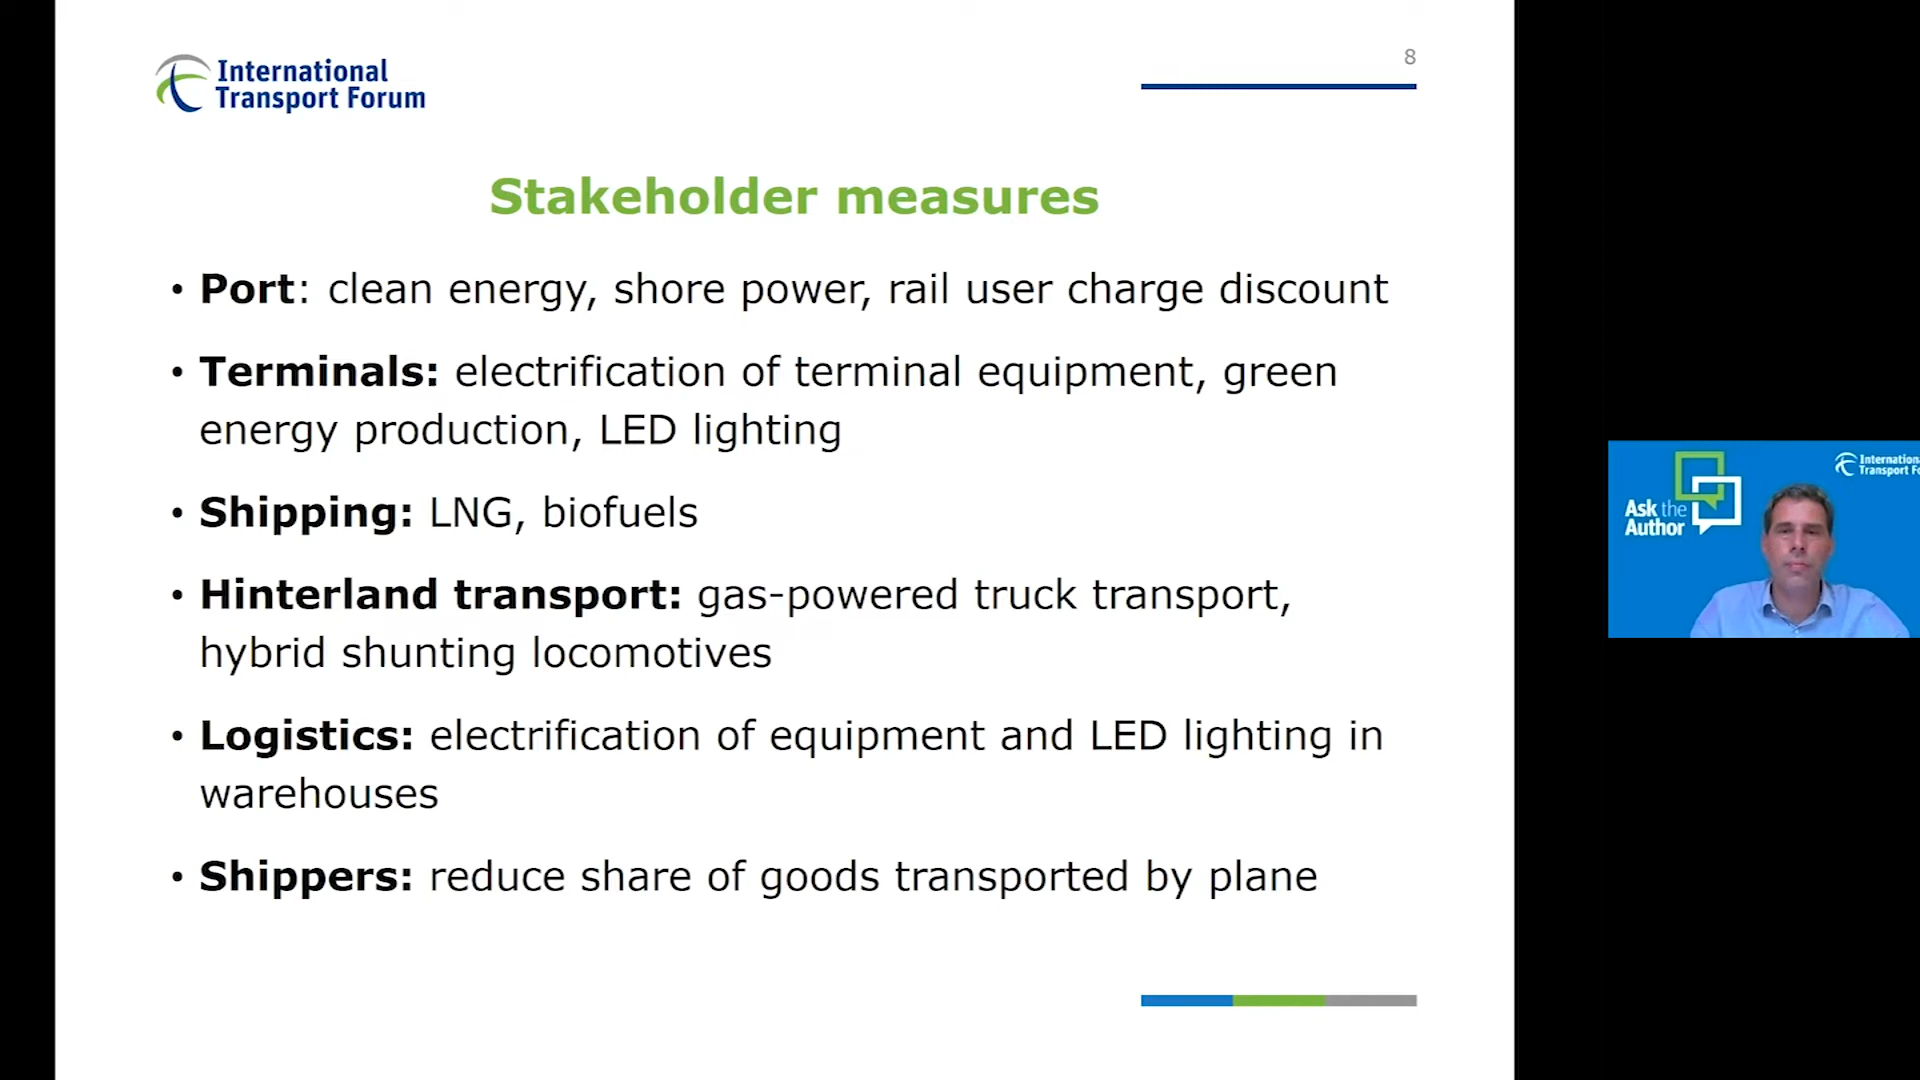 International
Transport Forum
8
Stakeholder measures
• Port: clean energy, shore power, rail user charge discount
• Terminals: electrification of terminal equipment, green
energy production, LED lighting
• Shipping: LNG, biofuels
• Hinterland transport: gas-powered truck transport,
hybrid shunting locomotives
• Logistics: electrification of equipment and LED lighting in
warehouses
• Shippers: reduce share of goods transported by plane
Ask the
Author
Internationa
Transport Fo